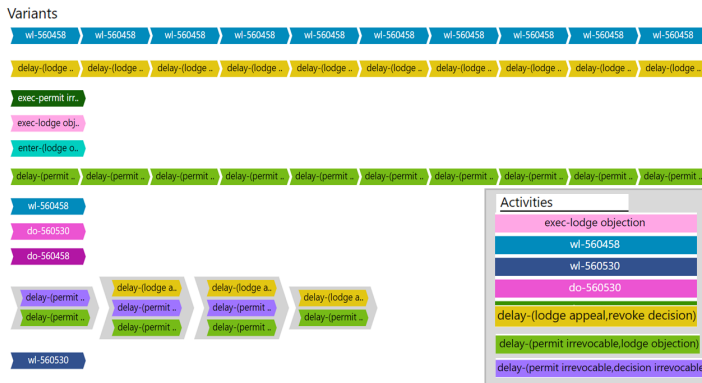 Variants
wl-560458 wl-560458 wl-560458 wl-560458 wl-560458 wl-560458 wl-560458 wl-560458 wl-560458 wl-560458
delay-(lodge .. delay-(lodge .. delay-(lodge .. delay-(lodge .. delay-(lodge .. delay-(lodge .. delay-(lodge .. delay-(lodge .. delay-(lodge .. delay-(lodge ..
exec-permit irr..
exec-lodge obj..
enter-(lodge o..
delay-(permit .. delay-(permit .. delay-(permit .. delay-(permit .. delay-(permit .. delay-(permit .. delay-(permit .. delay-(permit .. delay-(permit .. delay-(permit ..
wl-560458
do-560530
do-560458
delay-(lodge a.. delay-(lodge a..
delay-(permit .. delay-(permit .. delay-(permit .. delay-(lodge a..
delay-(permit .. delay-(permit .. delay-(permit .. delay-(permit ..
wl-560530
Activities
exec-lodge objection
wl-560458
wl-560530
do-560530
delay-(lodge appeal,revoke decision)
delay-(permit irrevocable,lodge objection)
delay-(permit irrevocable,decision irrevocable